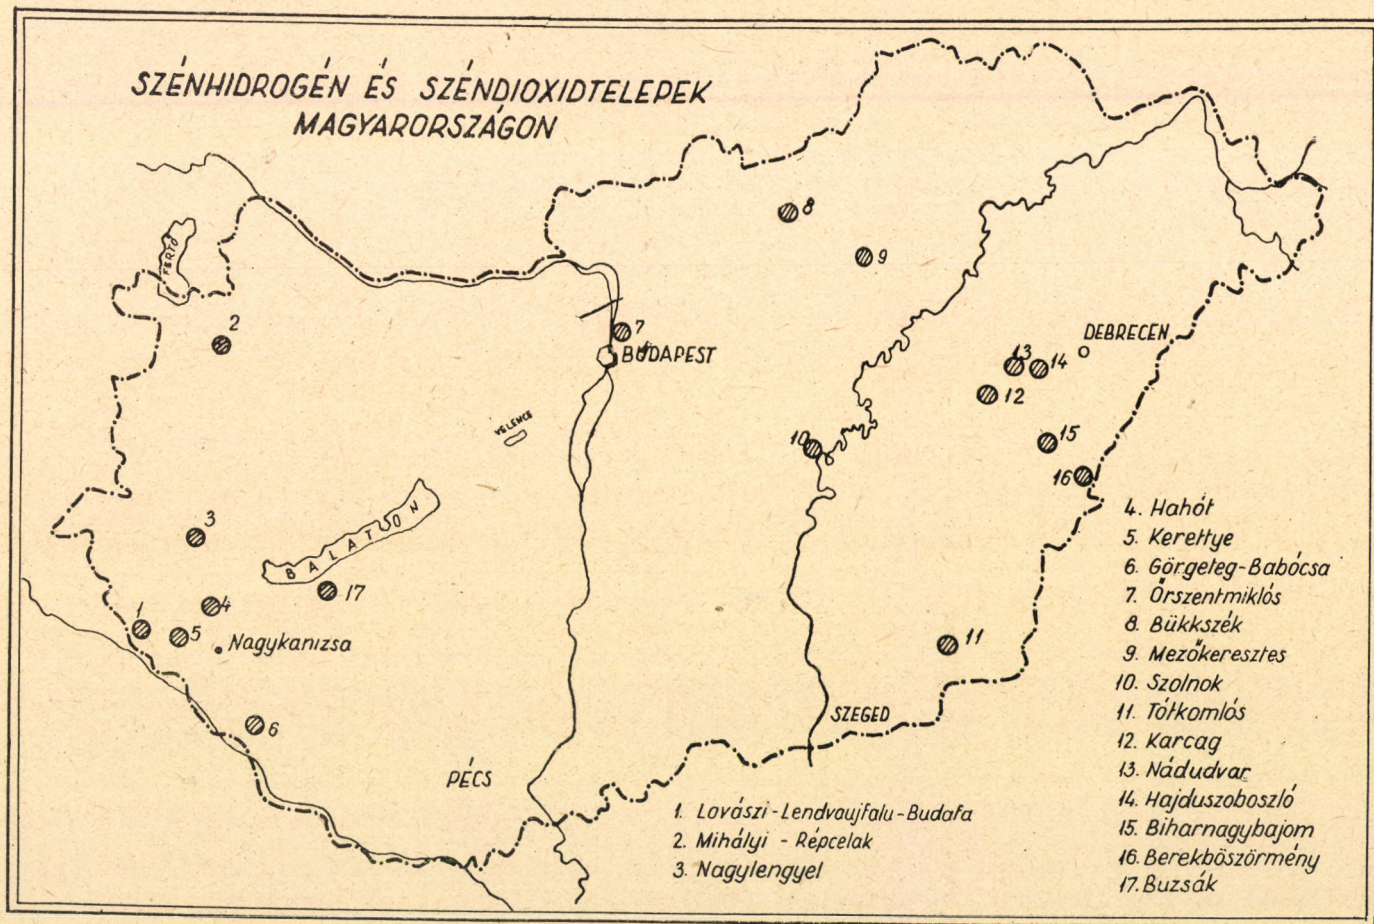 SZÉNHIDROGÉN ÉS SZÉNDIOXIDTELEPEK
MAGYARORSZÁGON
FERTŐ
2
8
9
7
BUDAPEST
DEBRECEN
13
14
12
VELENCE
10
15
16
3
BALATON
17
4
1
5
Nagykanizsa
11
6
SZEGED
PÉCS
1. Lovászi-Lendvaujfalu-Budafa
2. Mihályi - Répcelak
3. Nagylengyel
4. Hahót
5. Kerettye
6. Görgeteg-Babócsa
7. Őrszentmiklós
8. Bükkszék
9. Mezőkeresztes
10. Szolnok
11. Tótkomlós
12. Karcag
13. Nádudvar
14. Hajduszoboszló
15. Biharnagybajom
16. Berekböszörmény
17. Buzsák